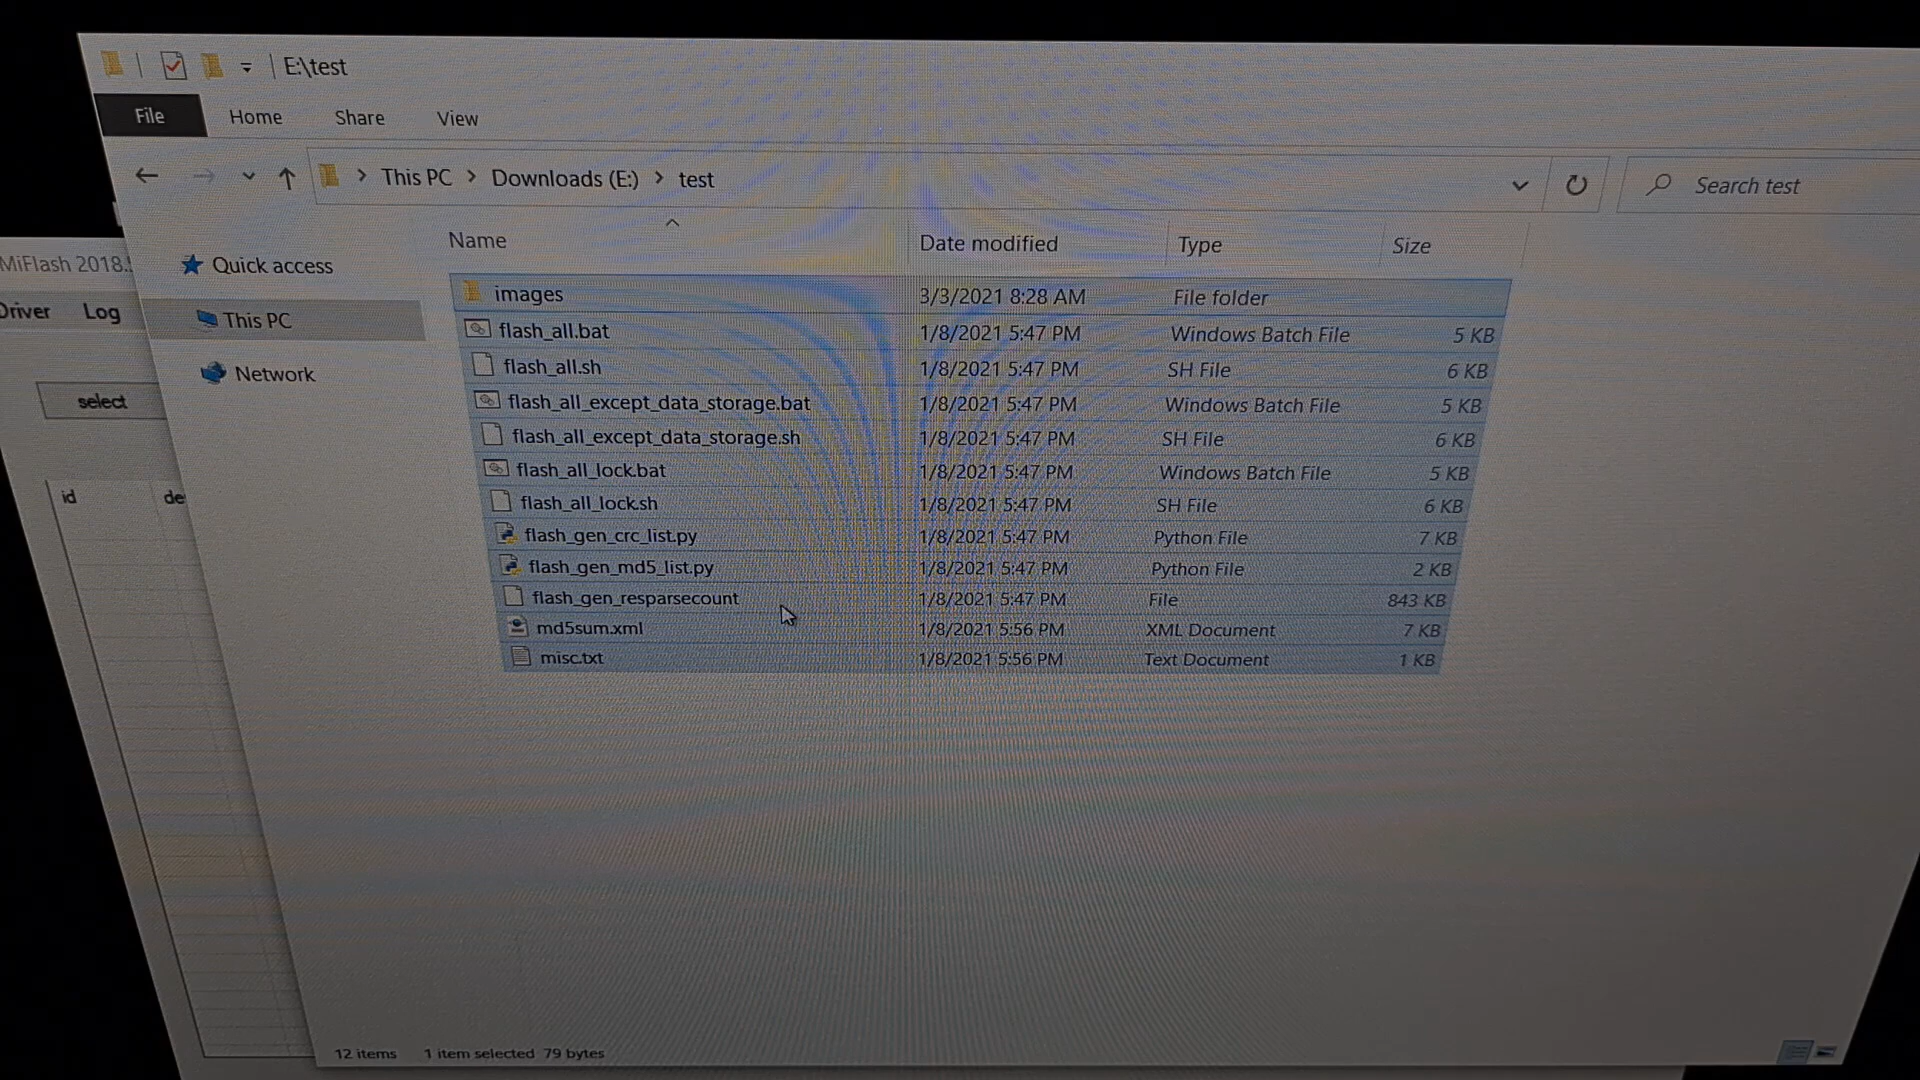 E:\test
File Home Share View
This PC > Downloads (E:) > test
Search test
MiFlash 2018.
Driver Log
select
id de
Quick access
This PC
Network
Name Date modified Type Size
images 3/3/2021 8:28 AM File folder
flash_all.bat 1/8/2021 5:47 PM Windows Batch File 5 KB
flash_all.sh 1/8/2021 5:47 PM SH File 6 KB
flash_all_except_data_storage.bat 1/8/2021 5:47 PM Windows Batch File 5 KB
flash_all_except_data_storage.sh 1/8/2021 5:47 PM SH File 6 KB
flash_all_lock.bat 1/8/2021 5:47 PM Windows Batch File 5 KB
flash_all_lock.sh 1/8/2021 5:47 PM SH File 6 KB
flash_gen_crc_list.py 1/8/2021 5:47 PM Python File 7 KB
flash_gen_md5_list.py 1/8/2021 5:47 PM Python File 2 KB
flash_gen_resparsecount 1/8/2021 5:47 PM File 843 KB
md5sum.xml 1/8/2021 5:56 PM XML Document 7 KB
misc.txt 1/8/2021 5:56 PM Text Document 1 KB
12 items 1 item selected 79 bytes